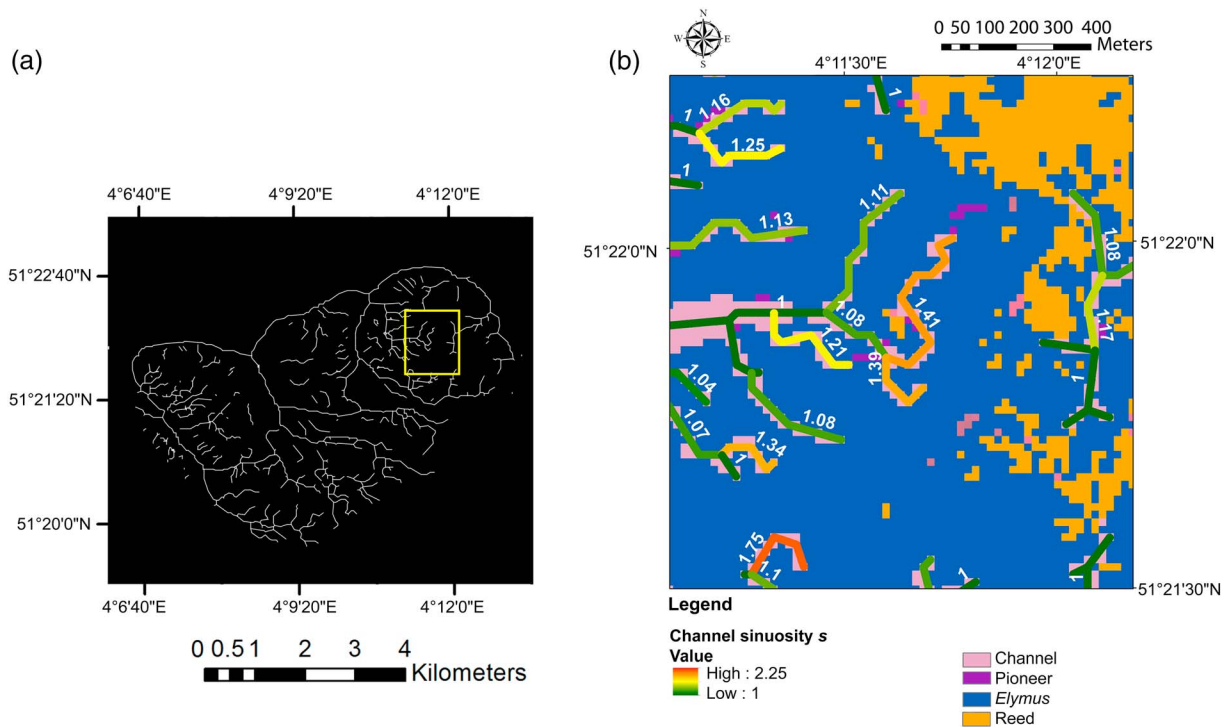 (a)
4°6'40"E 4°9'20"E 4°12'0"E
51°22'40"N
51°21'20"N
51°20'0"N
4°6'40"E 4°9'20"E 4°12'0"E
0 0.5 1 2 3 4
Kilometers
(b)
N
W E
S
0 50 100 200 300 400
Meters
4°11'30"E 4°12'0"E
1
1.16
1
1.25
1
1.11
1.13
51°22'0"N
51°22'0"N
1.08
1
1.08
1.41
1.17
1.21
1.39
1
1.04
1.07
1.08
1.34
1
1.75
1.1
1
1
51°21'30"N
Legend
Channel sinuosity s
Value
High : 2.25
Low : 1
Channel
Pioneer
Elymus
Reed